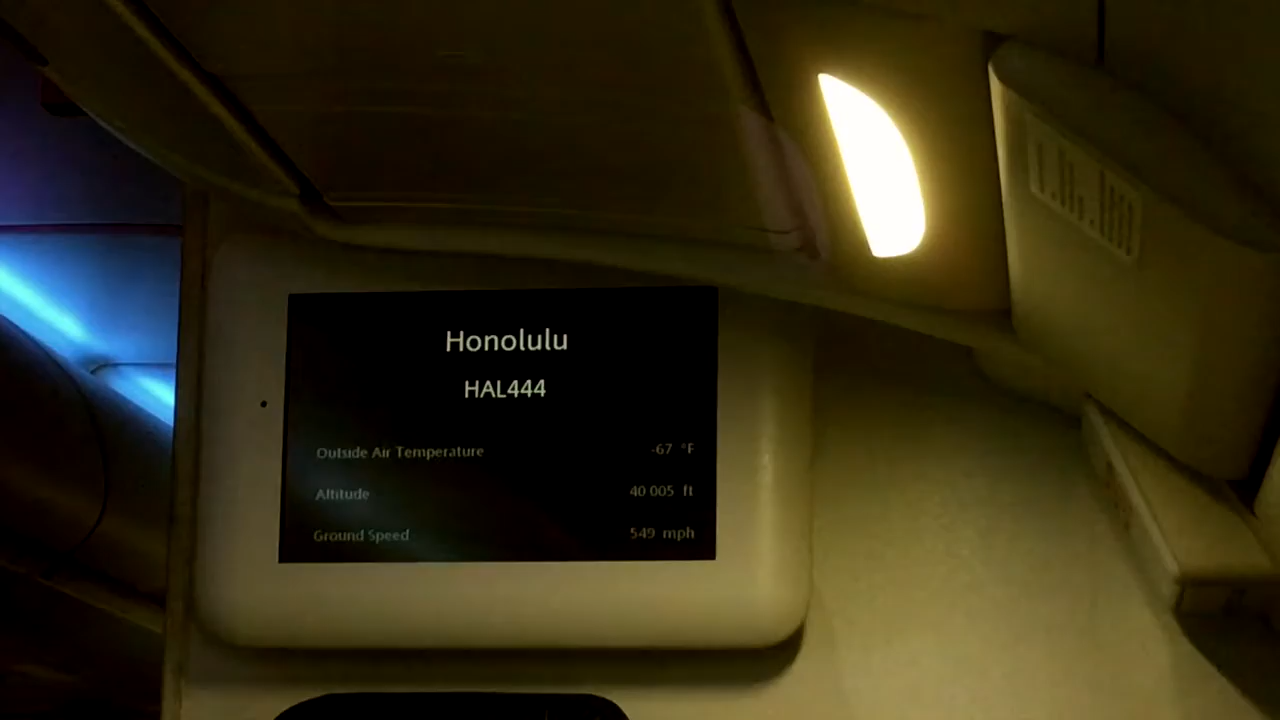 Honolulu
HAL444
Outside Air Temperature -67 °F
Altitude 40 005 ft
Ground Speed 549 mph